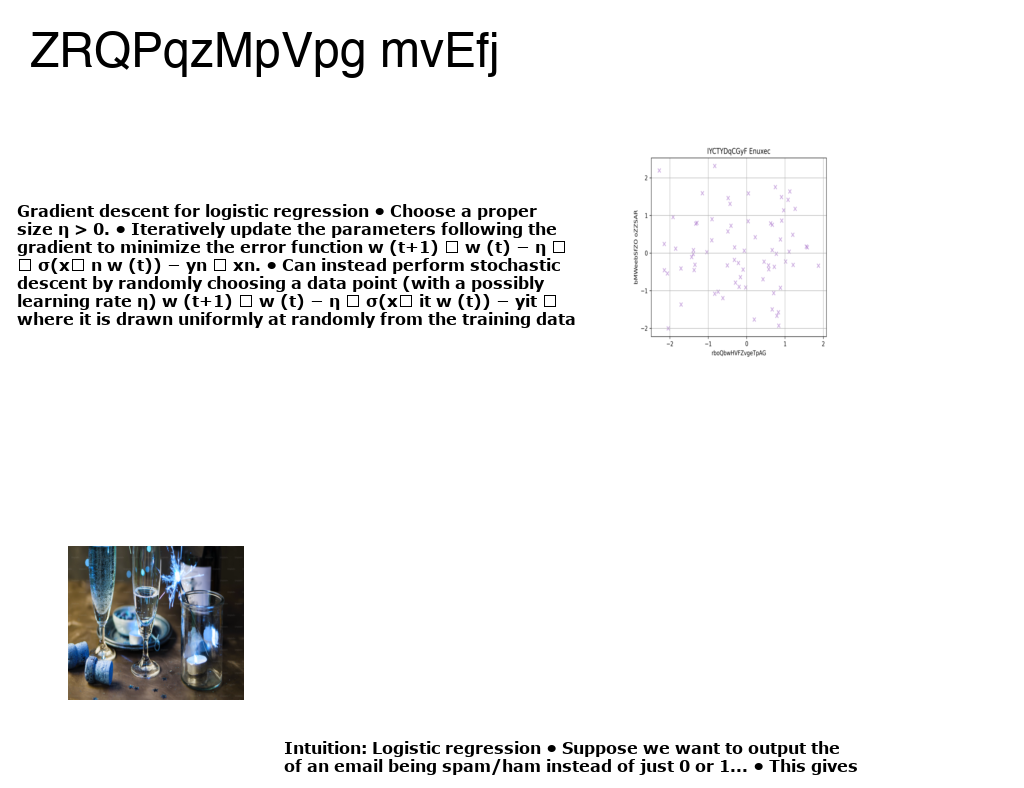 ZRQPqzMpVpg mvEfj
Gradient descent for logistic regression • Choose a proper
size η > 0. • Iteratively update the parameters following the
gradient to minimize the error function w (t+1) □ w (t) − η □
□ σ(x□ n w (t)) − yn □ xn. • Can instead perform stochastic
descent by randomly choosing a data point (with a possibly
learning rate η) w (t+1) □ w (t) − η □ σ(x□ it w (t)) − yit □
where it is drawn uniformly at randomly from the training data
lYCTYDqCGyF Enuxec
2
1
0
−1
−2
−2 −1 0 1 2
rboQbwHVFZvgeTpAG
Intuition: Logistic regression • Suppose we want to output the
of an email being spam/ham instead of just 0 or 1... • This gives